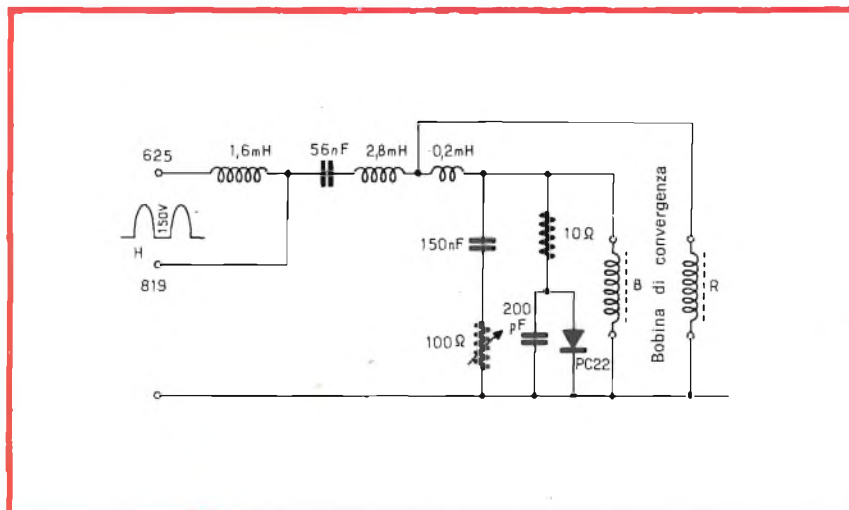 625
1,6mH
56nF
2,8mH
0,2mH
150V
H
819
150nF
10Ω
100Ω
200
pF
PC22
B
Bobina di convergenza
R